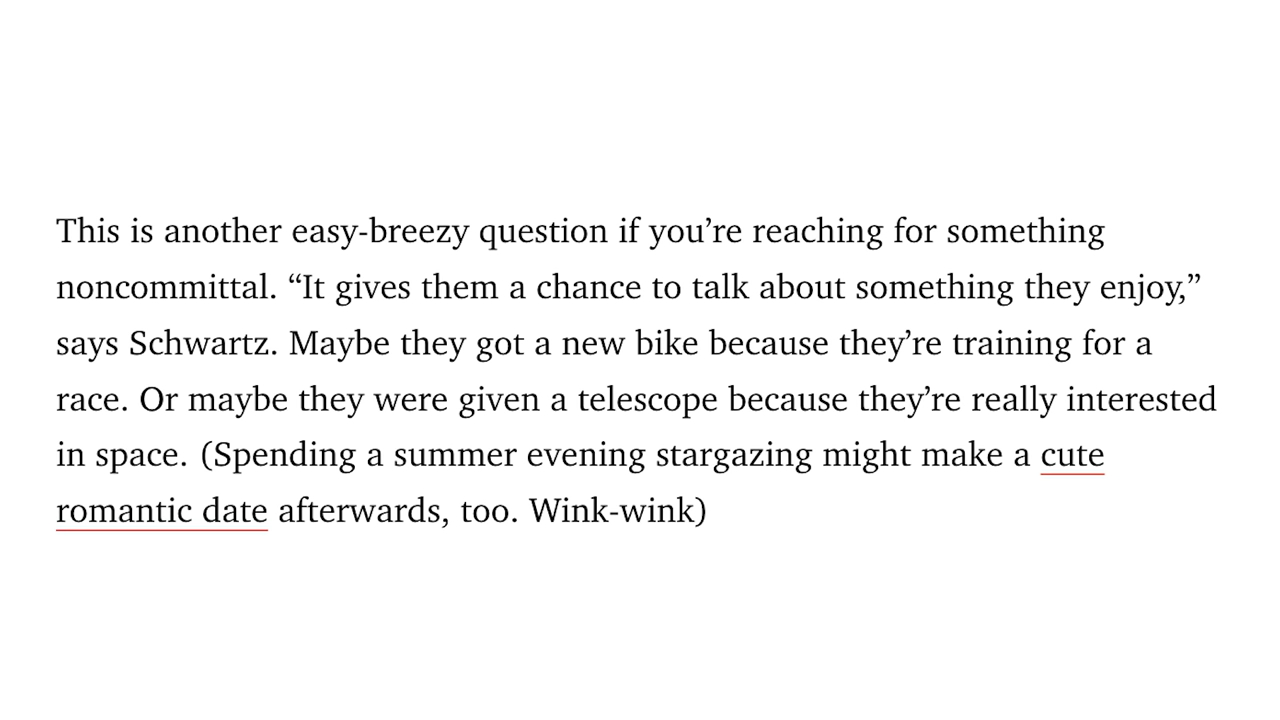 This is another easy-breezy question if you’re reaching for something
noncommittal. “It gives them a chance to talk about something they enjoy,”
says Schwartz. Maybe they got a new bike because they’re training for a
race. Or maybe they were given a telescope because they’re really interested
in space. (Spending a summer evening stargazing might make a cute
romantic date afterwards, too. Wink-wink)